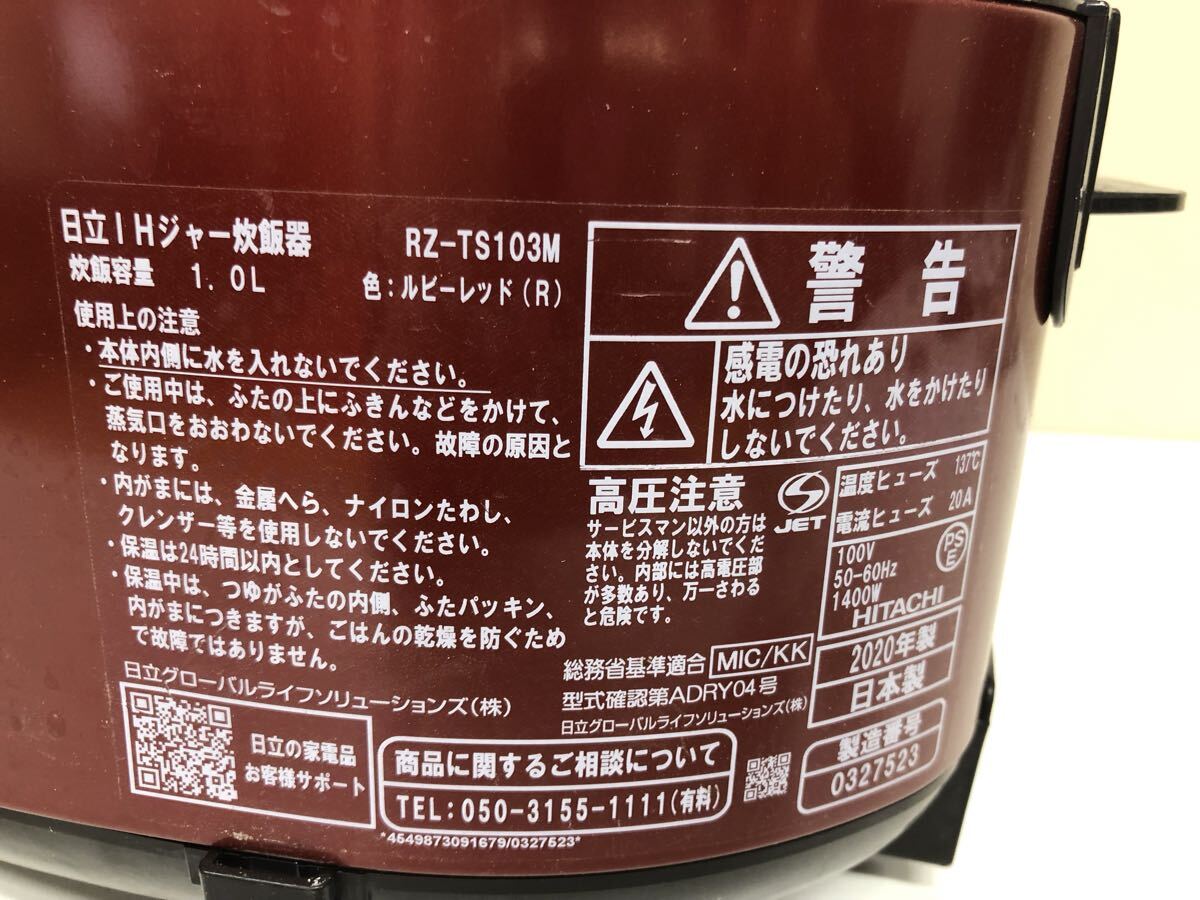 日立IHジャー炊飯器 RZ-TS103M
炊飯容量 1.0L 色:ルビーレッド(R)
使用上の注意
・本体内側に水を入れないでください。
・ご使用中は、ふたの上にふきんなどをかけて、
蒸気口をおおわないでください。故障の原因と
なります。
・内がまには、金属へら、ナイロンたわし、
クレンザー等を使用しないでください。
・保温は24時間以内としてください。
・保温中は、つゆがふたの内側、ふたパッキン、
内がまにつきますが、ごはんの乾燥を防ぐため
で故障ではありません。
日立グローバルライフソリューションズ(株)
日立の家電品
お客様サポート
警告
感電の恐れあり
水につけたり、水をかけたり
しないでください。
高圧注意
サービスマン以外の方は
本体を分解しないでくだ
さい。内部には高電圧部
が多数あり、万一さわる
と危険です。
JET
温度ヒューズ 137℃
電流ヒューズ 20A
100V
50-60Hz
1400W
PS
E
HITACHI
2020年製
日本製
総務省基準適合 MIC/KK
型式確認第ADRY04号
日立グローバルライフソリューションズ(株)
製造番号
0327523
商品に関するご相談について
TEL:050-3155-1111(有料)
*4549873091679/0327523*